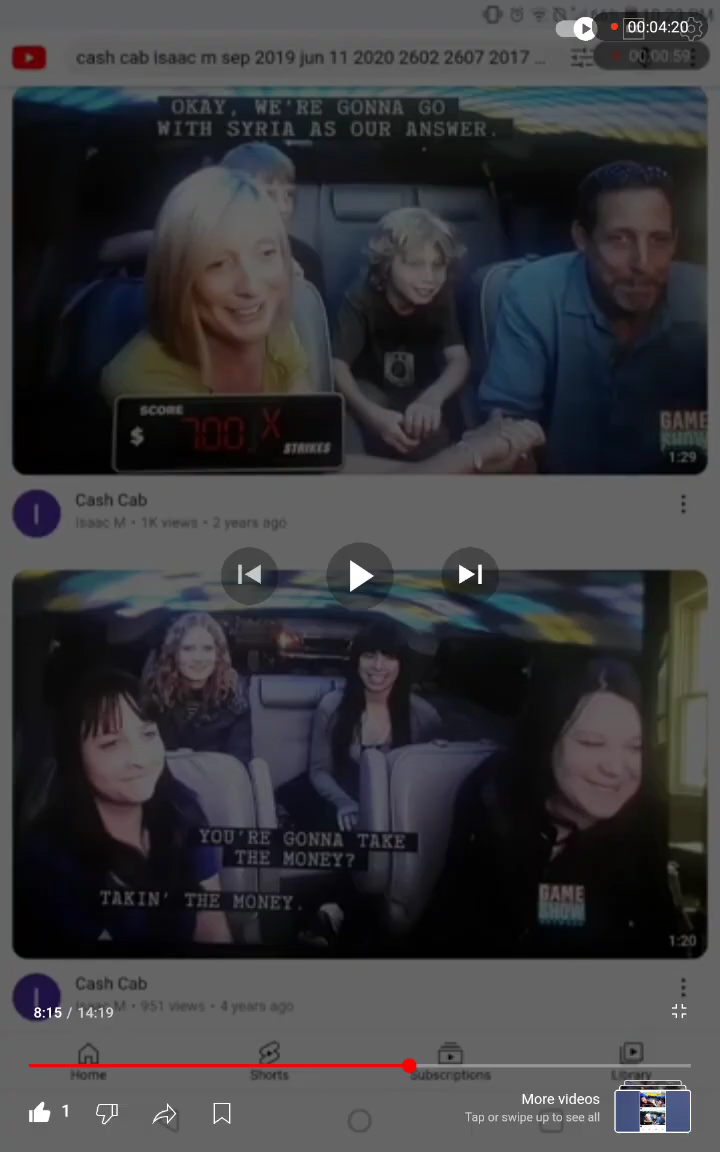 10:33 PM
00:04:20
cash cab isaac m sep 2019 jun 11 2020 2602 2607 2017 ...
00:00:59
OKAY, WE'RE GONNA GO
WITH SYRIA AS OUR ANSWER.
SCORE
$ 700 X
STRIKES
GAME
SHOW
1:29
I
Cash Cab
Isaac M • 1K views • 2 years ago
YOU'RE GONNA TAKE
THE MONEY?
TAKIN' THE MONEY.
GAME
SHOW
NETWORK
1:20
I
Cash Cab
Isaac M • 951 views • 4 years ago
8:15 / 14:19
Home
Shorts
Subscriptions
Library
1
More videos
Tap or swipe up to see all